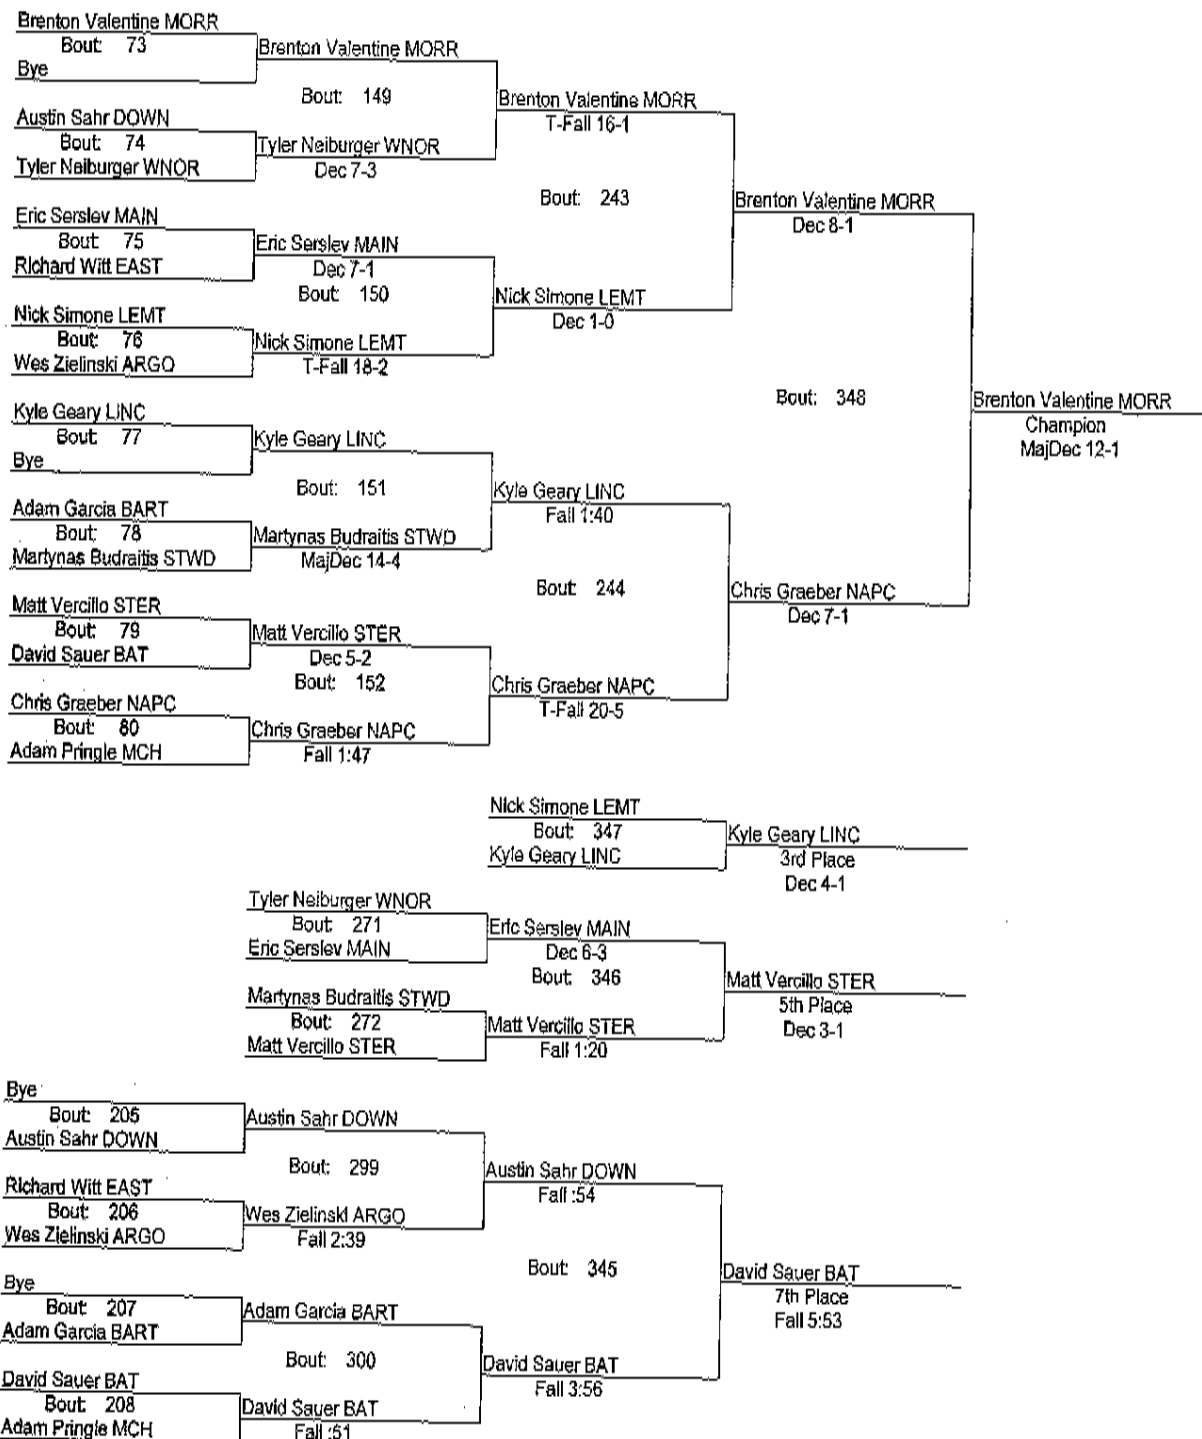 Brenton Valentine MORR
Bout: 73
Bye
Brenton Valentine MORR
Bout: 149
Austin Sahr DOWN
Bout: 74
Tyler Neiburger WNOR
Tyler Neiburger WNOR
Dec 7-3
Brenton Valentine MORR
T-Fall 16-1
Bout: 243
Eric Serslev MAIN
Bout: 75
Richard Witt EAST
Eric Serslev MAIN
Dec 7-1
Bout: 150
Nick Simone LEMT
Bout: 76
Wes Zielinski ARGO
Nick Simone LEMT
T-Fall 18-2
Nick Simone LEMT
Dec 1-0
Brenton Valentine MORR
Dec 8-1
Bout: 348
Brenton Valentine MORR
Champion
MajDec 12-1
Kyle Geary LINC
Bout: 77
Bye
Kyle Geary LINC
Bout: 151
Adam Garcia BART
Bout: 78
Martynas Budraitis STWD
Martynas Budraitis STWD
MajDec 14-4
Kyle Geary LINC
Fall 1:40
Bout: 244
Matt Vercillo STER
Bout: 79
David Sauer BAT
Matt Vercillo STER
Dec 5-2
Bout: 152
Chris Graeber NAPC
Bout: 80
Adam Pringle MCH
Chris Graeber NAPC
Fall 1:47
Chris Graeber NAPC
T-Fall 20-5
Chris Graeber NAPC
Dec 7-1
Nick Simone LEMT
Bout: 347
Kyle Geary LINC
Kyle Geary LINC
3rd Place
Dec 4-1
Tyler Neiburger WNOR
Bout: 271
Eric Serslev MAIN
Eric Serslev MAIN
Dec 6-3
Bout: 346
Martynas Budraitis STWD
Bout: 272
Matt Vercillo STER
Matt Vercillo STER
Fall 1:20
Matt Vercillo STER
5th Place
Dec 3-1
Bye
Bout: 205
Austin Sahr DOWN
Austin Sahr DOWN
Bout: 299
Richard Witt EAST
Bout: 206
Wes Zielinski ARGO
Wes Zielinski ARGO
Fall 2:39
Austin Sahr DOWN
Fall :54
Bout: 345
Bye
Bout: 207
Adam Garcia BART
Adam Garcia BART
Bout: 300
David Sauer BAT
Bout: 208
Adam Pringle MCH
David Sauer BAT
Fall :51
David Sauer BAT
Fall 3:56
David Sauer BAT
7th Place
Fall 5:53